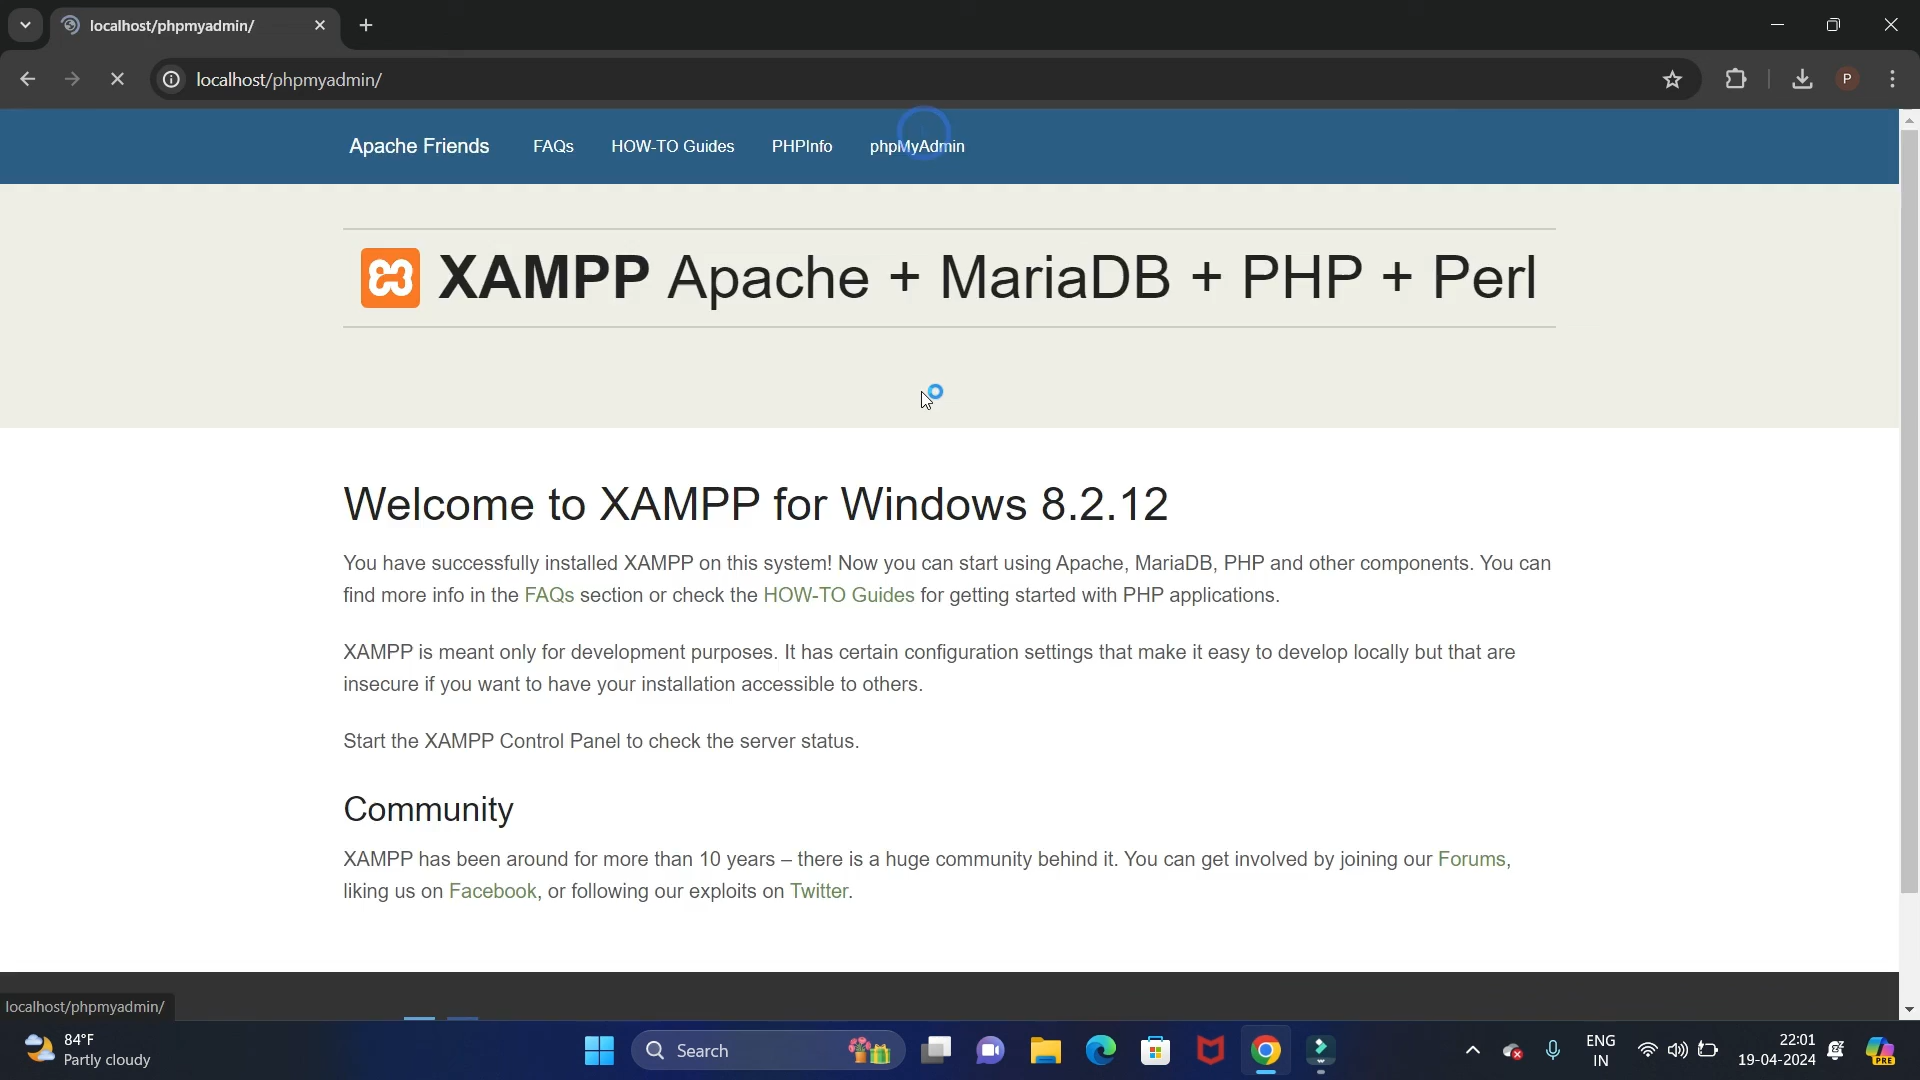 localhost/phpmyadmin/
localhost/phpmyadmin/
P
Apache Friends FAQs HOW-TO Guides PHPInfo phpMyAdmin
XAMPP Apache + MariaDB + PHP + Perl
Welcome to XAMPP for Windows 8.2.12
You have successfully installed XAMPP on this system! Now you can start using Apache, MariaDB, PHP and other components. You can
find more info in the FAQs section or check the HOW-TO Guides for getting started with PHP applications.
XAMPP is meant only for development purposes. It has certain configuration settings that make it easy to develop locally but that are
insecure if you want to have your installation accessible to others.
Start the XAMPP Control Panel to check the server status.
Community
XAMPP has been around for more than 10 years – there is a huge community behind it. You can get involved by joining our Forums,
liking us on Facebook, or following our exploits on Twitter.
localhost/phpmyadmin/
84°F
Partly cloudy
Search
ENG
IN
22:01
19-04-2024
PRE